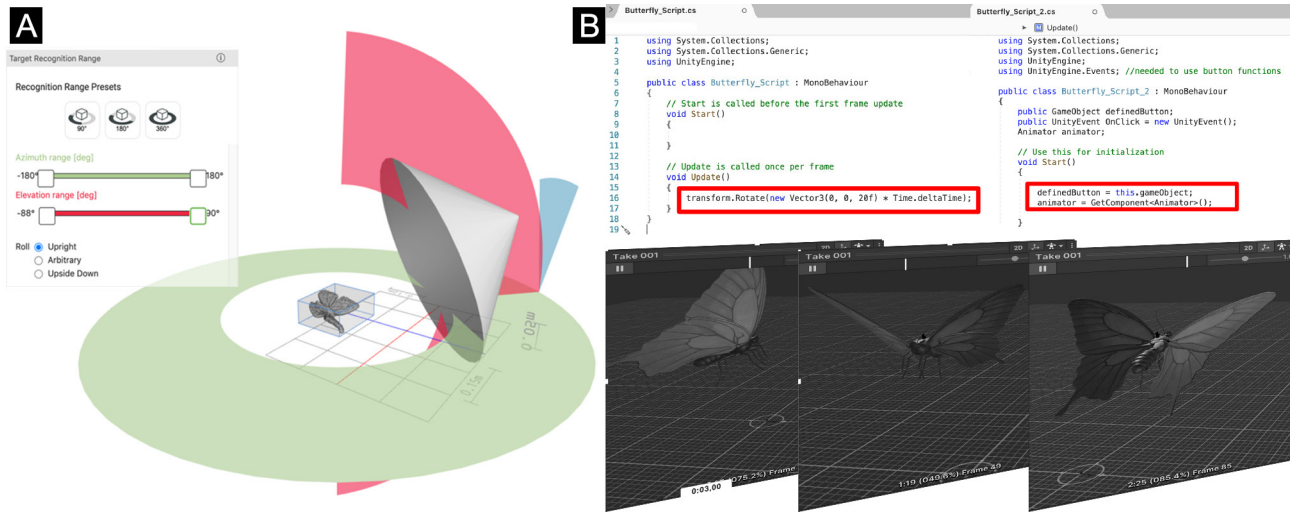 A
Target Recognition Range
Recognition Range Presets
90°
180°
360°
Azimuth range [deg]
-180°
180°
Elevation range [deg]
-88°
90°
Roll
Upright
Arbitrary
Upside Down
0.15m
0.05m
B
Butterfly_Script.cs
1 using System.Collections;
2 using System.Collections.Generic;
3 using UnityEngine;
4
5 public class Butterfly_Script : MonoBehaviour
6 {
7 // Start is called before the first frame update
8 void Start()
9 {
10
11 }
12
13 // Update is called once per frame
14 void Update()
15 {
16 transform.Rotate(new Vector3(0, 0, 20f) * Time.deltaTime);
17 }
18 }
19
Butterfly_Script_2.cs
Update()
using System.Collections;
using System.Collections.Generic;
using UnityEngine;
using UnityEngine.Events; //needed to use button functions
public class Butterfly_Script_2 : MonoBehaviour
{
public GameObject definedButton;
public UnityEvent OnClick = new UnityEvent();
Animator animator;
// Use this for initialization
void Start()
{
definedButton = this.gameObject;
animator = GetComponent<Animator>();
}
Take 001
0:03.00
075.2%) Frame
Take 001
2D
1:19 (049.6%) Frame 49
Take 001
2D
2:25 (085.4%) Frame 85